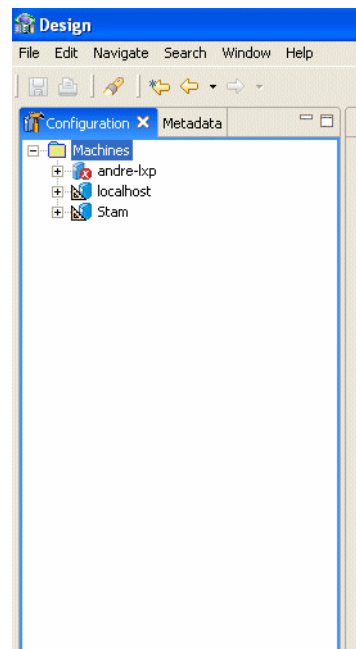 Design
File Edit Navigate Search Window Help
Configuration Metadata
Machines
andre-lxp
localhost
Stam